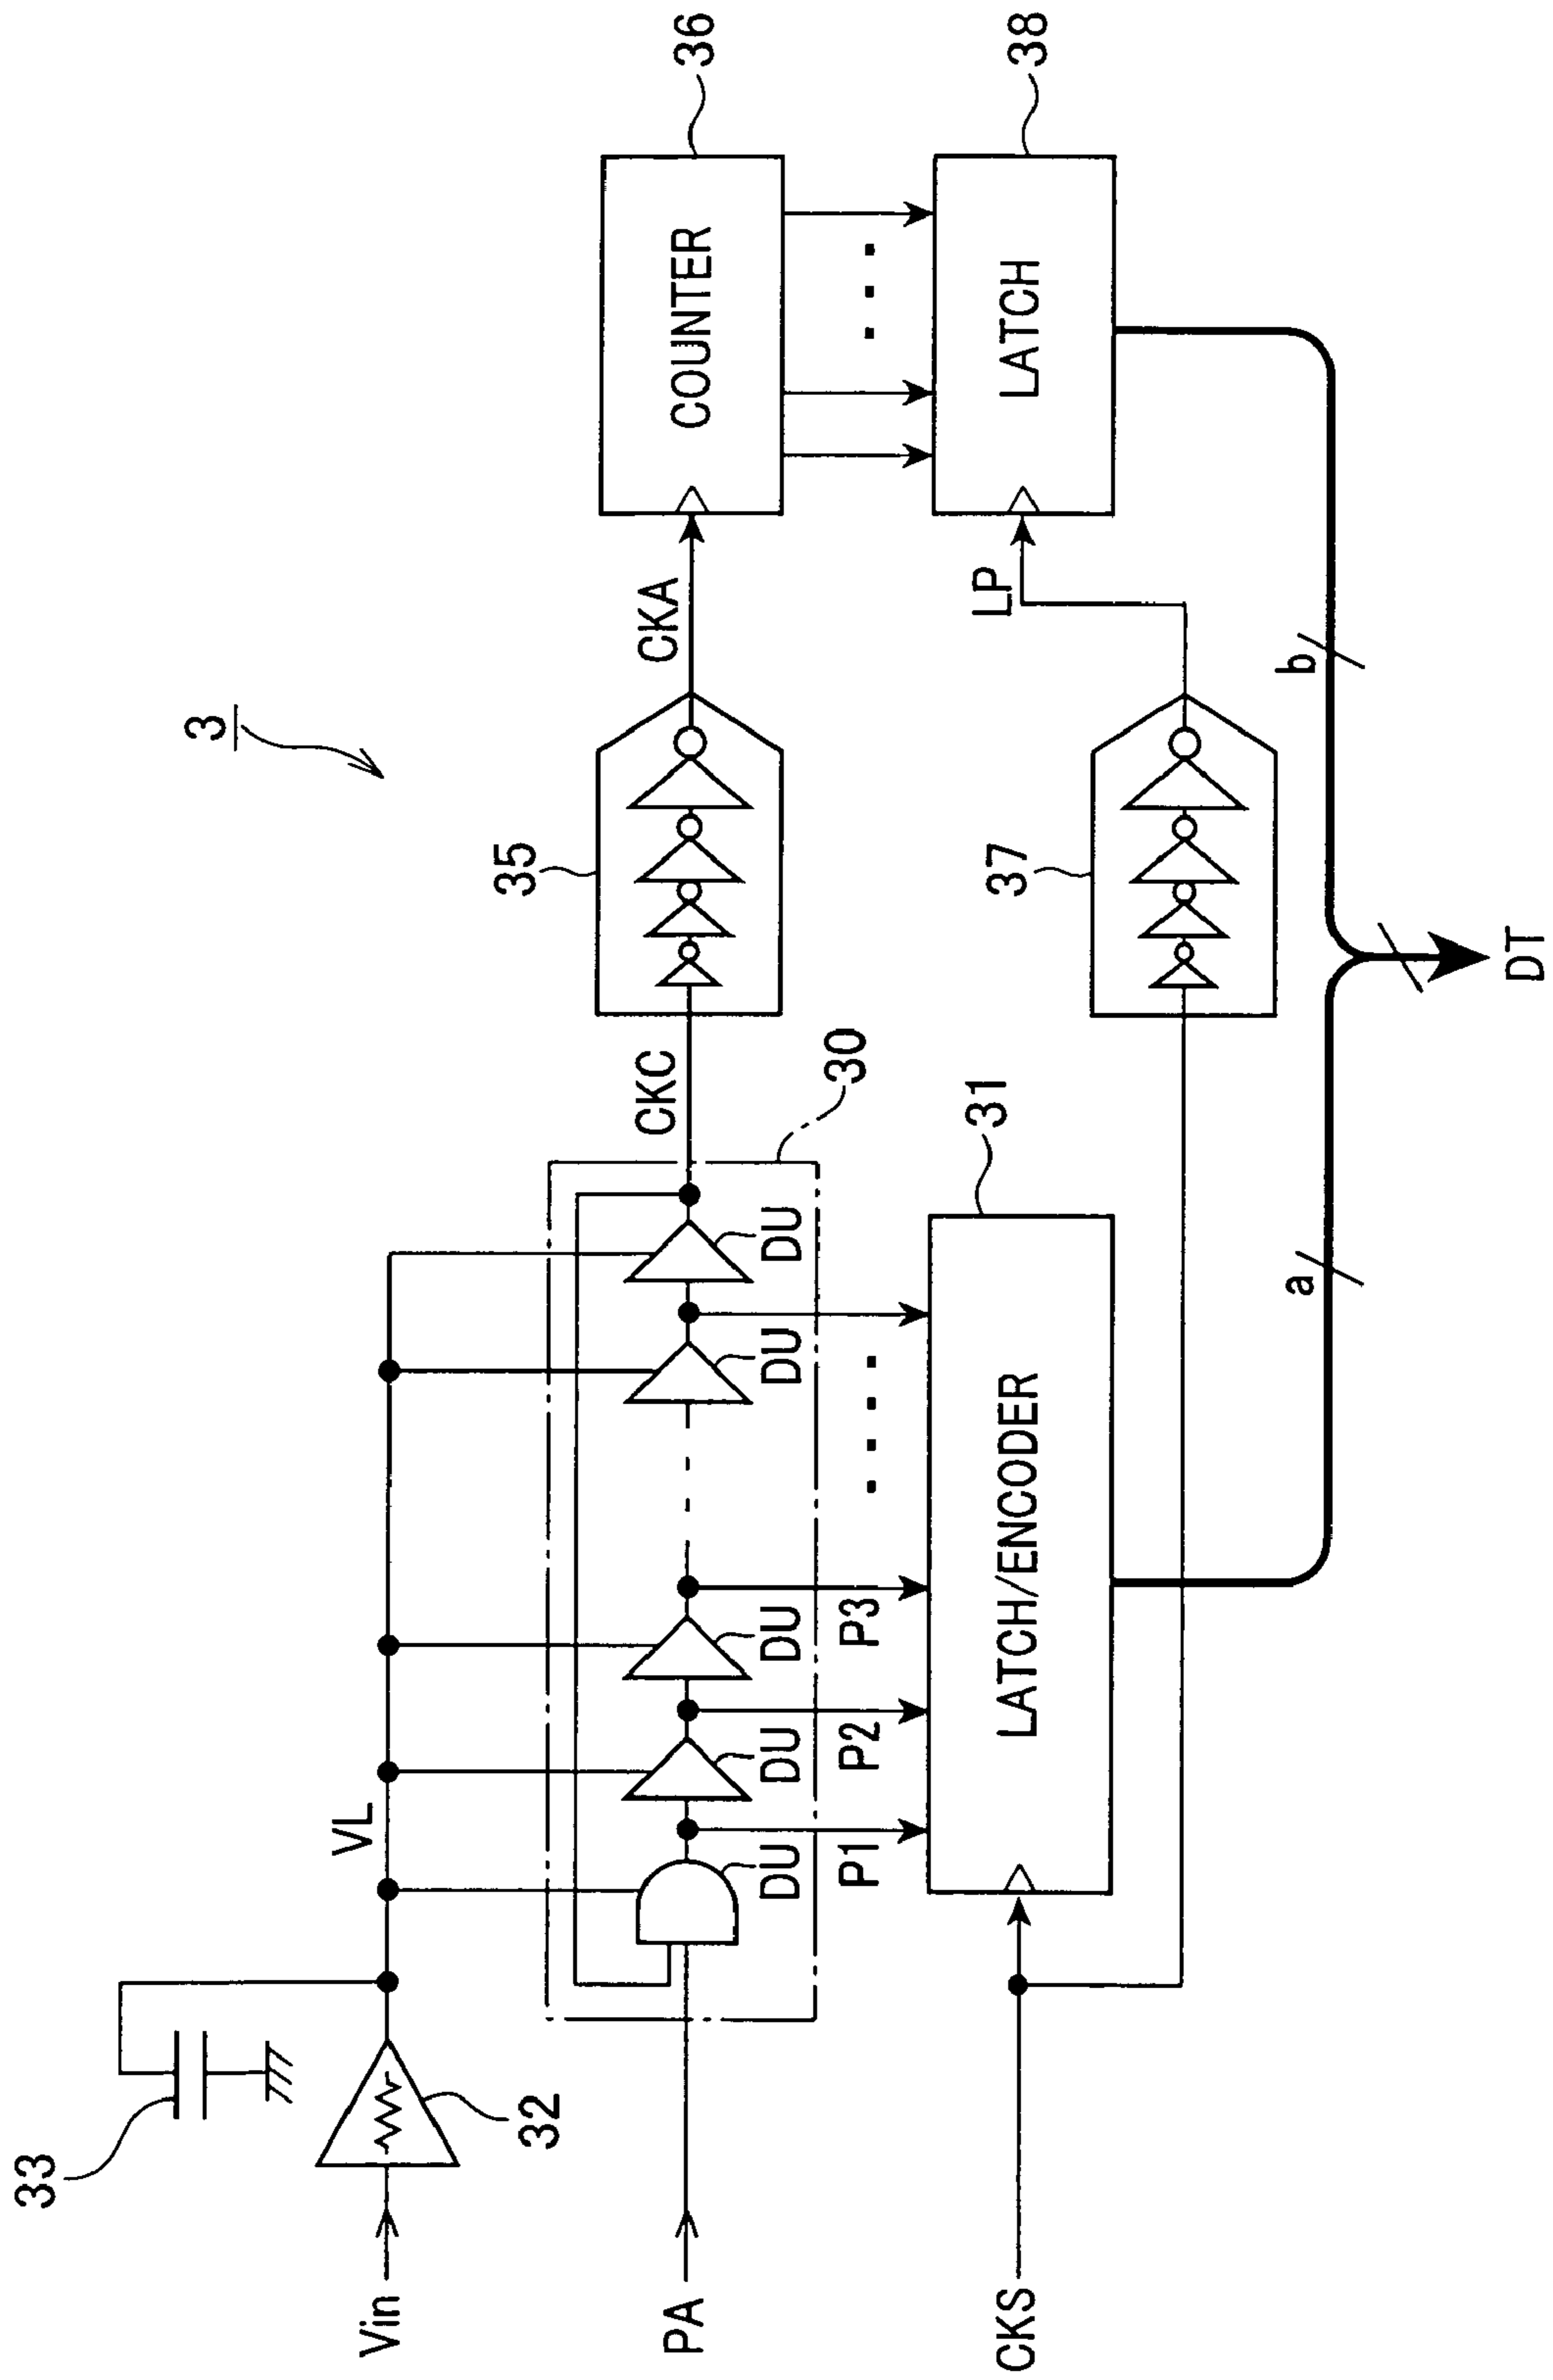 3
33
32
Vin
VL
PA
30
DU
DU
DU
DU
DU
CKC
35
CKA
COUNTER
36
P1
P2
P3
CKS
LATCH/ENCODER
31
37
LP
LATCH
38
a
b
DT